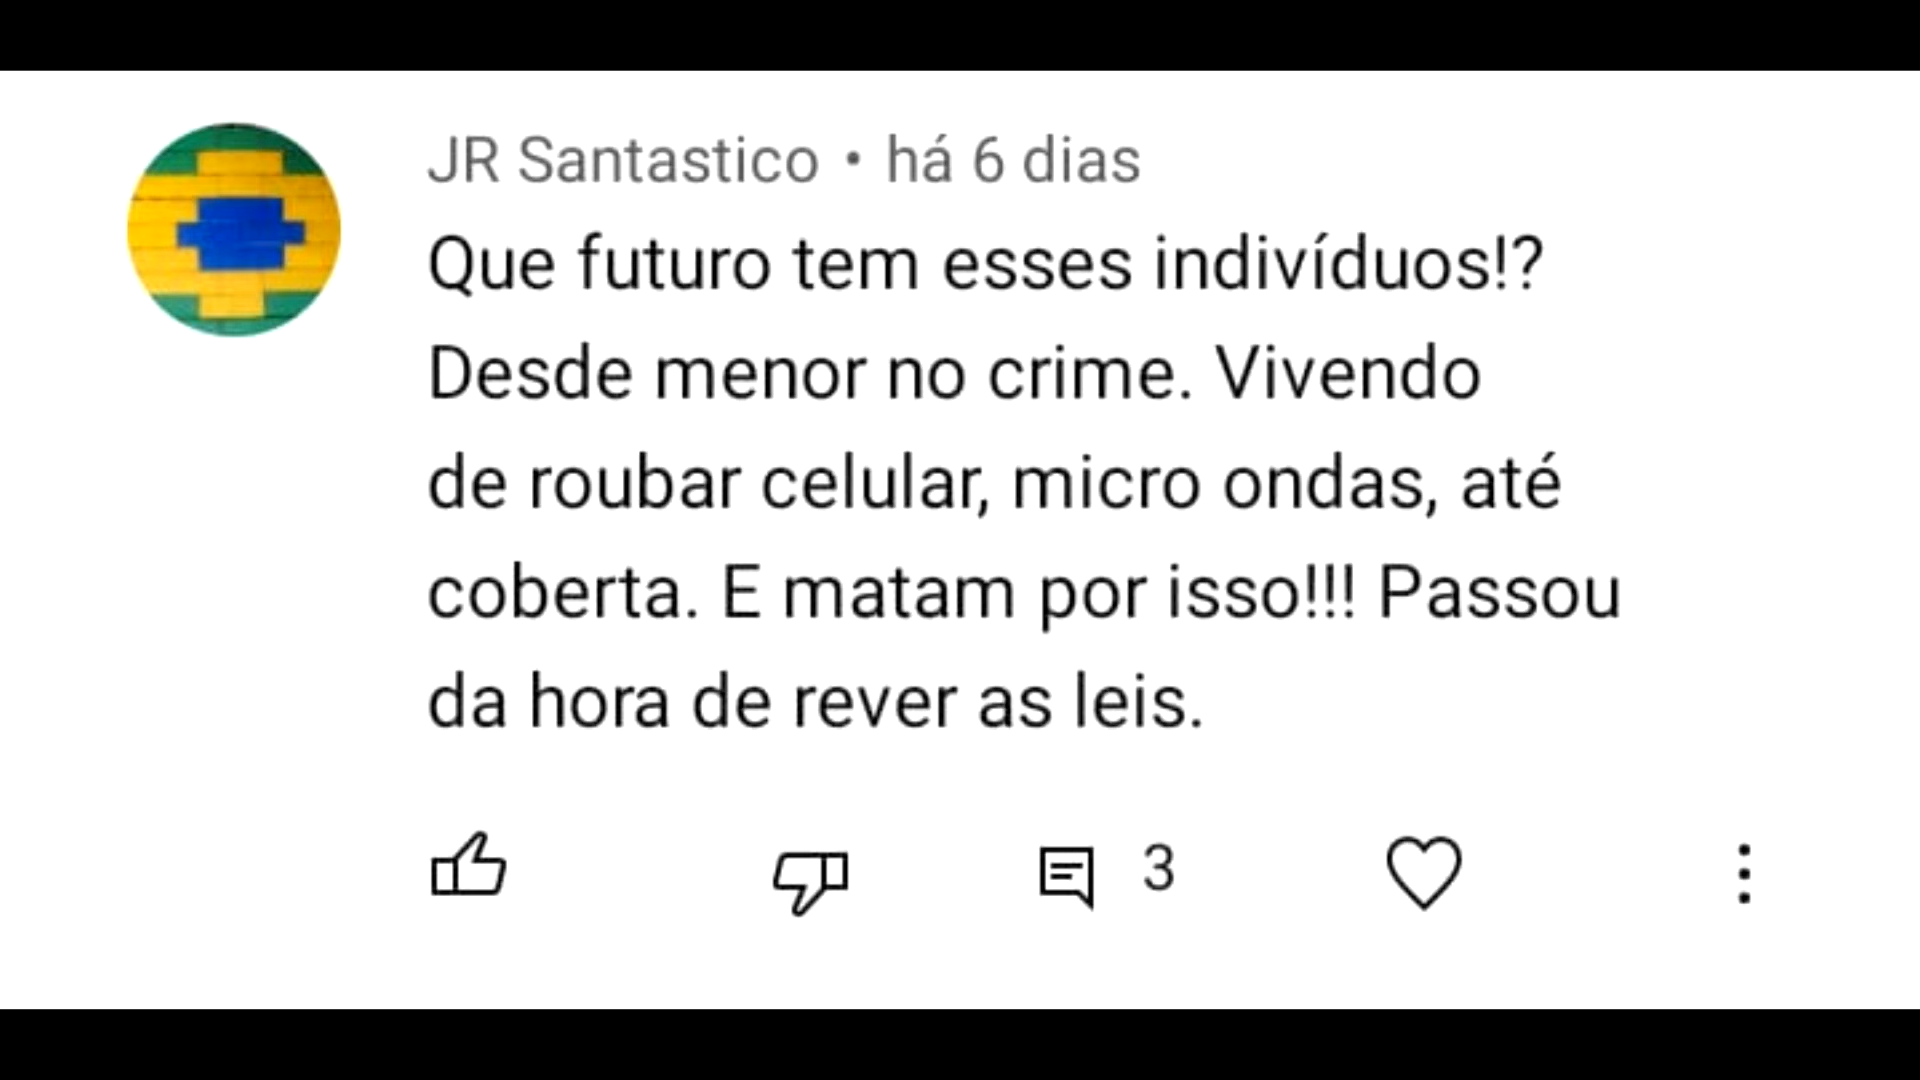 JR Santastico • há 6 dias
Que futuro tem esses indivíduos!?
Desde menor no crime. Vivendo
de roubar celular, micro ondas, até
coberta. E matam por isso!!! Passou
da hora de rever as leis.
3